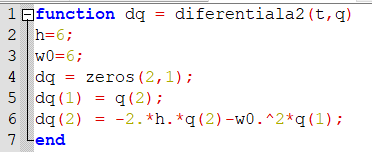 1 function dq = diferentiala2(t,q)
2 h=6;
3 w0=6;
4 dq = zeros(2,1);
5 dq(1) = q(2);
6 dq(2) = -2.*h.*q(2)-w0.^2*q(1);
7 end